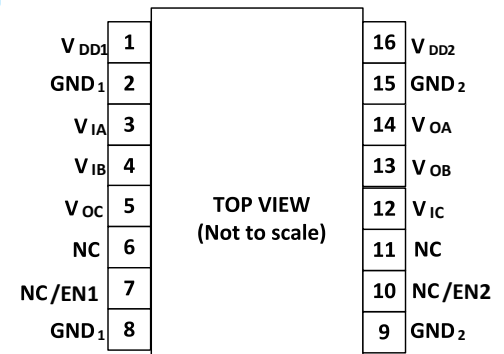 V DD1 1 16 V DD2
GND1 2 15 GND2
V IA 3 14 V OA
V IB 4 13 V OB
V OC 5 12 V IC
TOP VIEW
(Not to scale)
NC 6 11 NC
NC/EN1 7 10 NC/EN2
GND1 8 9 GND2